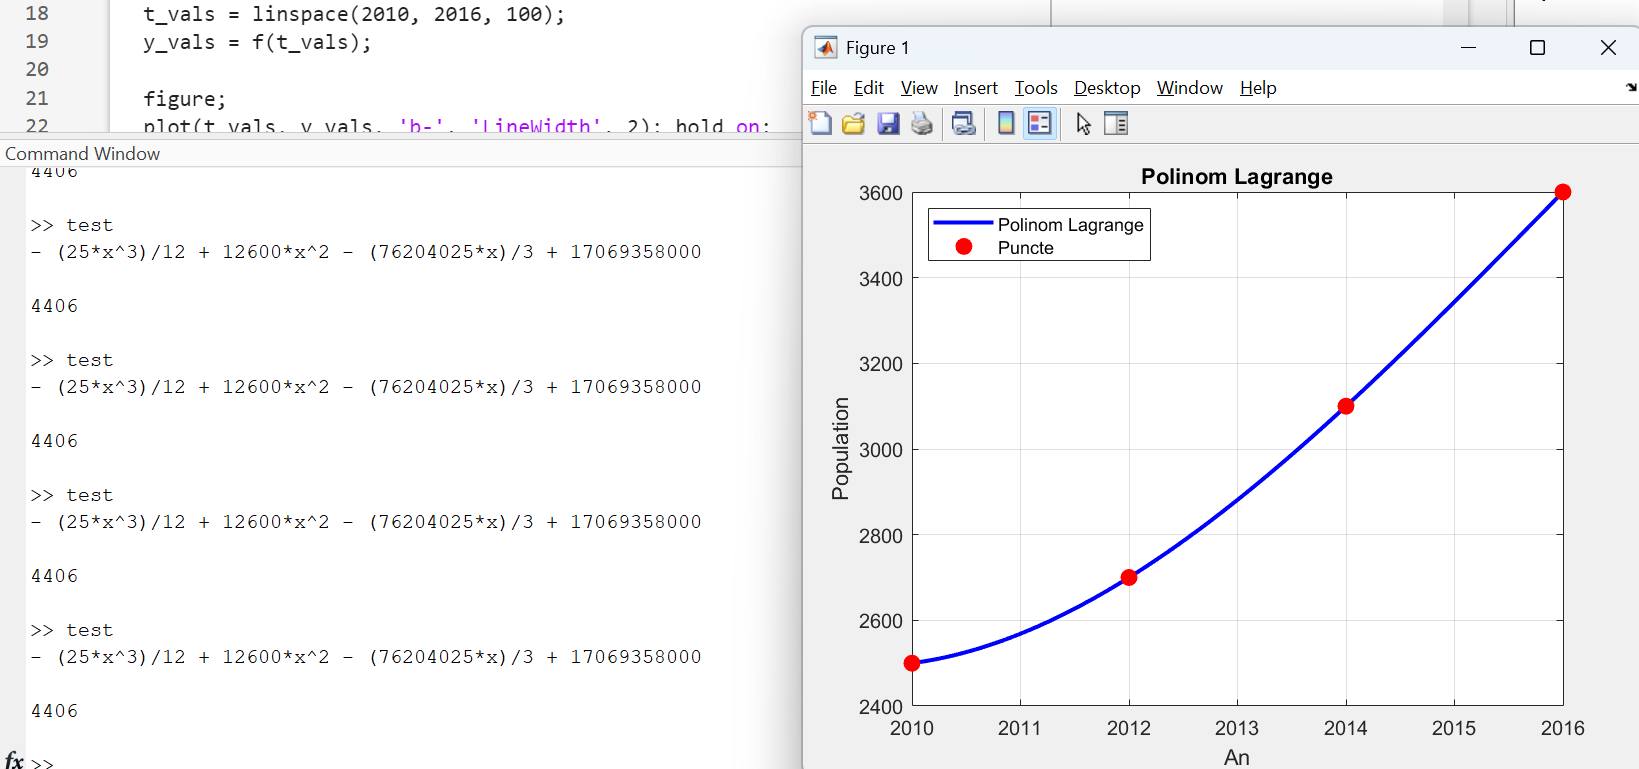 18 t_vals = linspace(2010, 2016, 100);
19 y_vals = f(t_vals);
20
21 figure;
22 plot(t_vals, y_vals, 'b-', 'LineWidth', 2); hold on;
Command Window
4406
>> test
- (25*x^3)/12 + 12600*x^2 - (76204025*x)/3 + 17069358000
4406
>> test
- (25*x^3)/12 + 12600*x^2 - (76204025*x)/3 + 17069358000
4406
>> test
- (25*x^3)/12 + 12600*x^2 - (76204025*x)/3 + 17069358000
4406
>> test
- (25*x^3)/12 + 12600*x^2 - (76204025*x)/3 + 17069358000
4406
fx >>
Figure 1
File Edit View Insert Tools Desktop Window Help
Polinom Lagrange
Polinom Lagrange
Puncte
3600
3400
3200
3000
2800
2600
2400
Population
2010 2011 2012 2013 2014 2015 2016
An